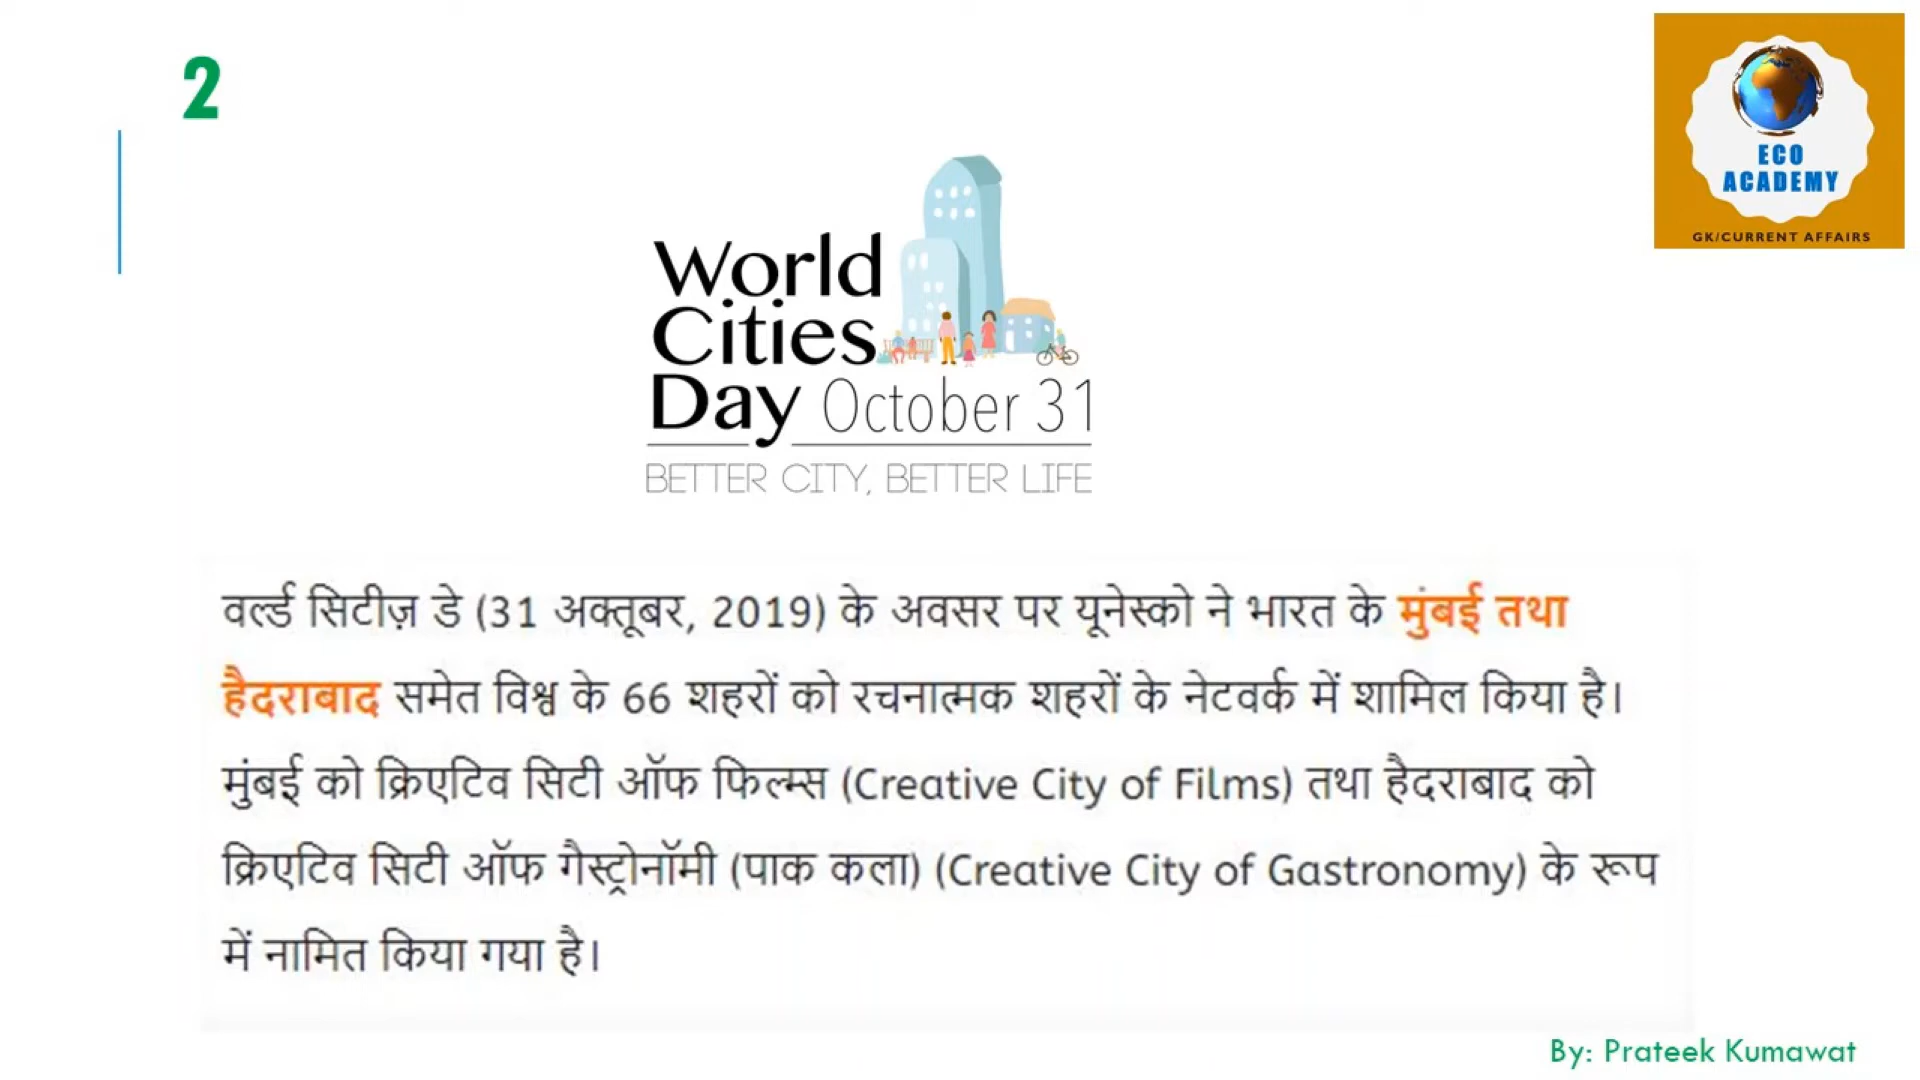 2
ECO
ACADEMY
GK/CURRENT AFFAIRS
World
Cities
Day October 31
BETTER CITY, BETTER LIFE
वर्ल्ड सिटीज़ डे (31 अक्तूबर, 2019) के अवसर पर यूनेस्को ने भारत के मुंबई तथा
हैदराबाद समेत विश्व के 66 शहरों को रचनात्मक शहरों के नेटवर्क में शामिल किया है।
मुंबई को क्रिएटिव सिटी ऑफ फिल्म्स (Creative City of Films) तथा हैदराबाद को
क्रिएटिव सिटी ऑफ गैस्ट्रोनॉमी (पाक कला) (Creative City of Gastronomy) के रूप
में नामित किया गया है।
By: Prateek Kumawat